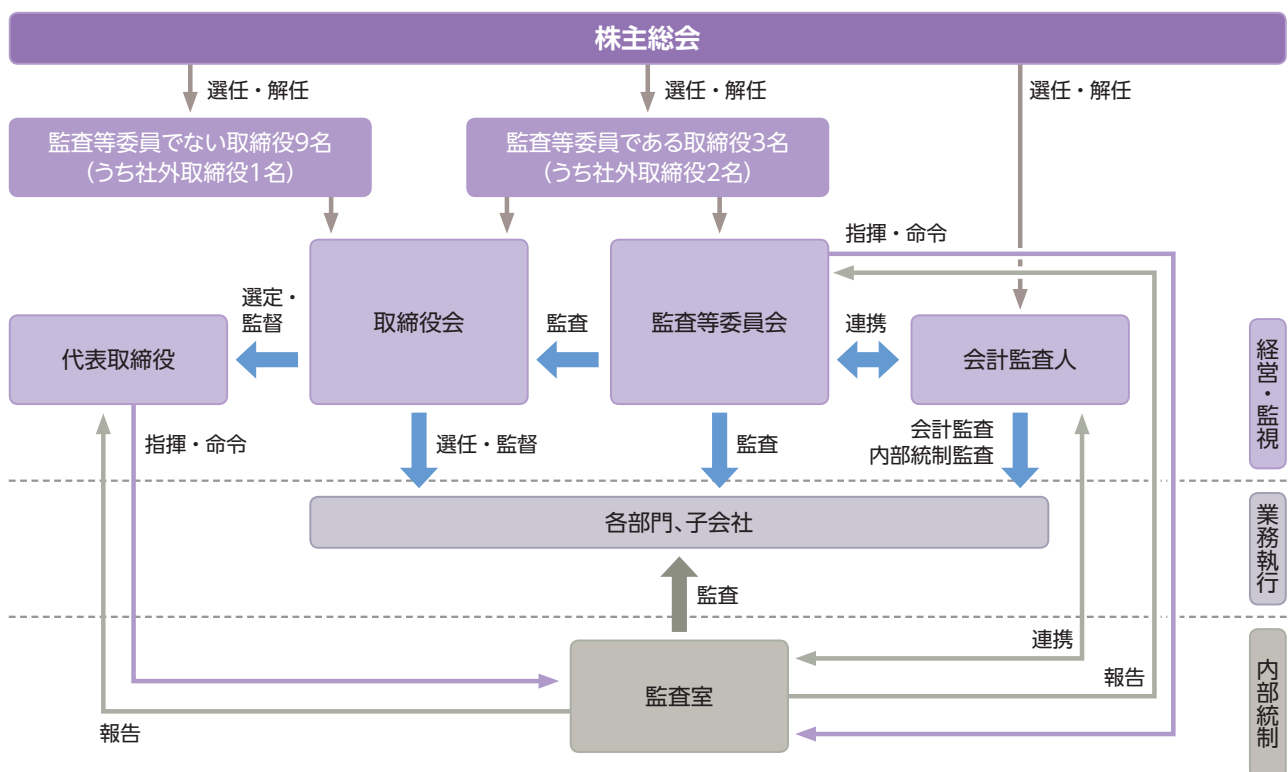 株主総会
選任・解任
選任・解任
選任・解任
監査等委員でない取締役9名
（うち社外取締役1名）
監査等委員である取締役3名
（うち社外取締役2名）
指揮・命令
選定・
監督
取締役会
監査
監査等委員会
連携
代表取締役
会計監査人
経営・監視
指揮・命令
選任・監督
監査
会計監査
内部統制監査
各部門、子会社
業務執行
監査
連携
監査室
報告
報告
内部統制